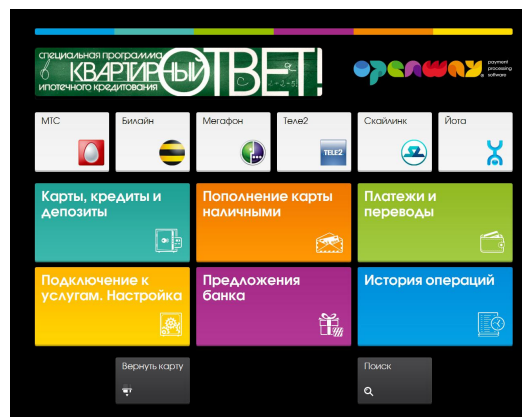 специальная программа
КВАРТИРНЫЙ ОТВЕТ!
ипотечного кредитования
OPENWAY
payment
processing
software
МТС
Билайн
Мегафон
Теле2
Скайлинк
Йота
TELE2
Карты, кредиты и
депозиты
Пополнение карты
наличными
Платежи и
переводы
Подключение к
услугам. Настройка
Предложения
банка
История операций
Вернуть карту
Поиск